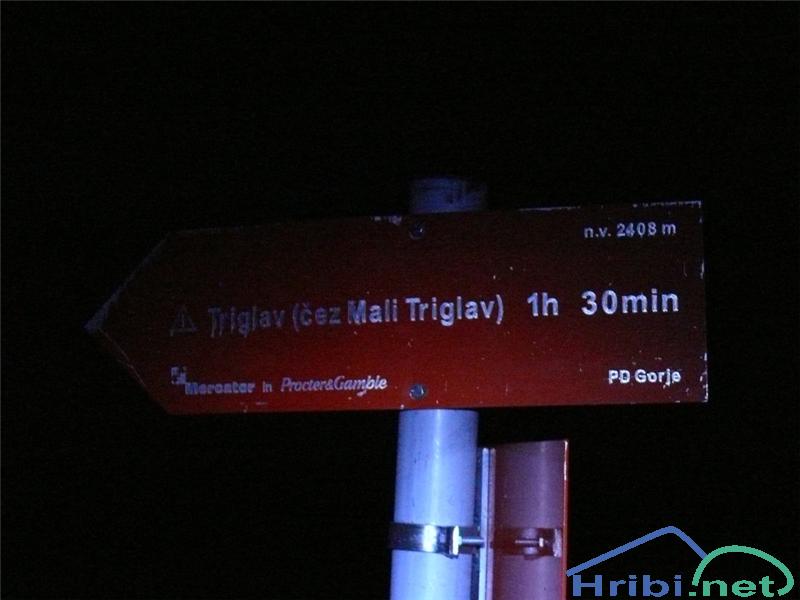 n.v. 2408 m
Triglav (čez Mali Triglav) 1h 30min
Mercator in Procter&Gamble
PD Gorje
Hribi.net